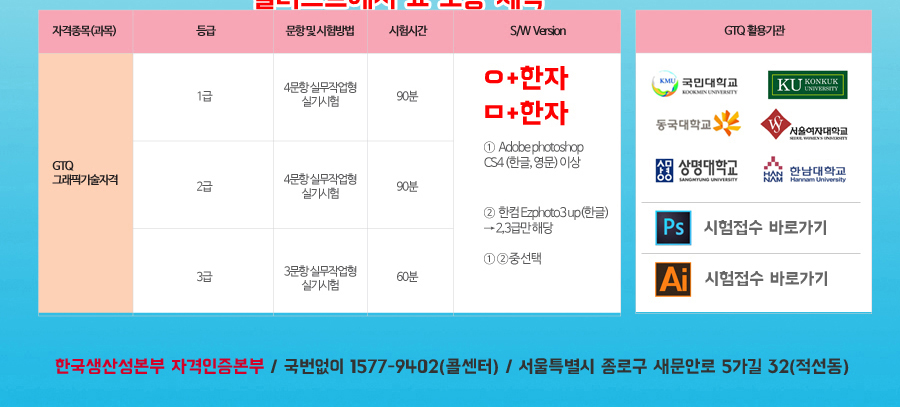 일러스트에서 표 모양 제작
자격종목(과목) 등급 문항 및 시험방법 시험시간 S/W Version
GTQ
그래픽기술자격
1급 4문항 실무작업형
실기시험 90분
2급 4문항 실무작업형
실기시험 90분
3급 3문항 실무작업형
실기시험 60분
ㅇ+한자
ㅁ+한자
① Adobe photoshop
CS4 (한글, 영문) 이상
② 한컴 Ezphoto3 up(한글)
→ 2,3급만 해당
① ② 중 선택
GTQ 활용기관
KMU 국민대학교
KOOKMIN UNIVERSITY
KU KONKUK
UNIVERSITY
동국대학교
서울여자대학교
SEOUL WOMEN'S UNIVERSITY
상명대학교
SANGMYUNG UNIVERSITY
HAN
NAM 한남대학교
Hannam University
Ps 시험접수 바로가기
Ai 시험접수 바로가기
한국생산성본부 자격인증본부 / 국번없이 1577-9402(콜센터) / 서울특별시 종로구 새문안로 5가길 32(적선동)